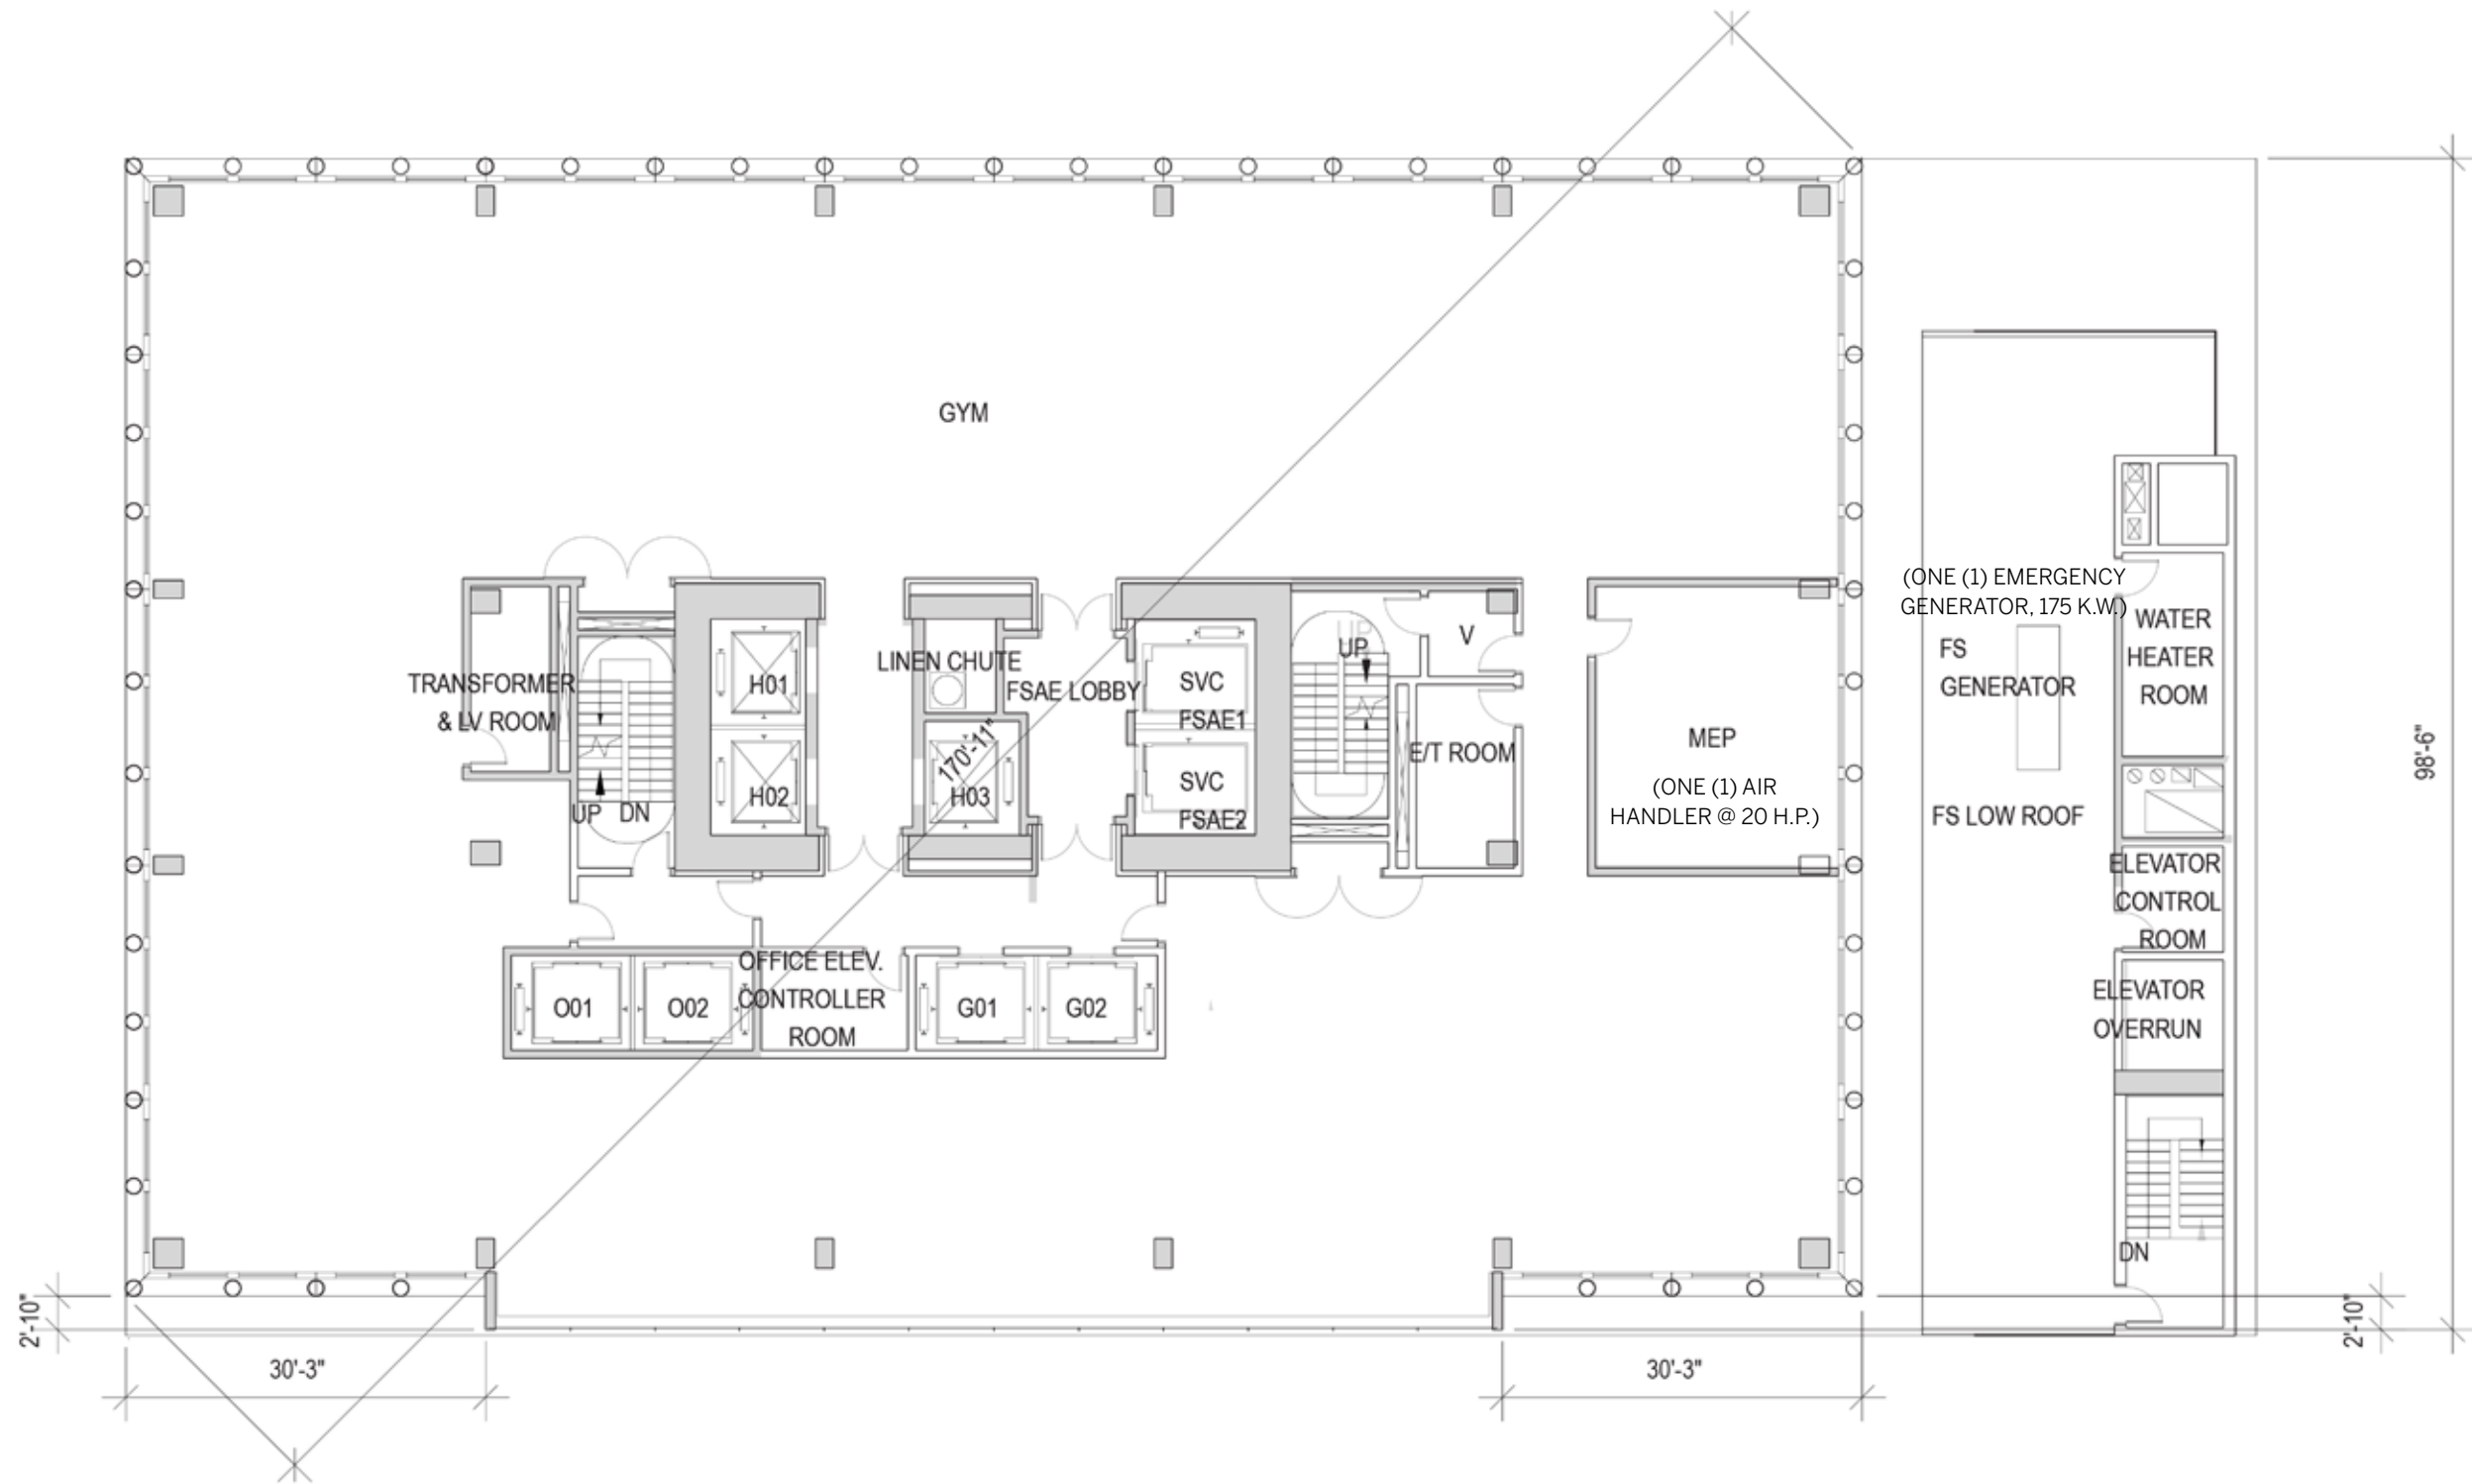 GYM
(ONE (1) EMERGENCY
GENERATOR, 175 K.W.)
WATER
HEATER
ROOM
FS
GENERATOR
UP
UP
V
LINEN CHUTE
FSAE LOBBY
TRANSFORMER
& LV ROOM
H01
SVC
FSAE1
170'-11"
E/T ROOM
MEP
(ONE (1) AIR
HANDLER @ 20 H.P.)
98'-6"
H02
H03
SVC
FSAE2
UP DN
FS LOW ROOF
ELEVATOR
CONTROL
ROOM
OFFICE ELEV.
CONTROLLER
ROOM
O01
O02
G01
G02
ELEVATOR
OVERRUN
DN
2'-10"
2'-10"
30'-3"
30'-3"